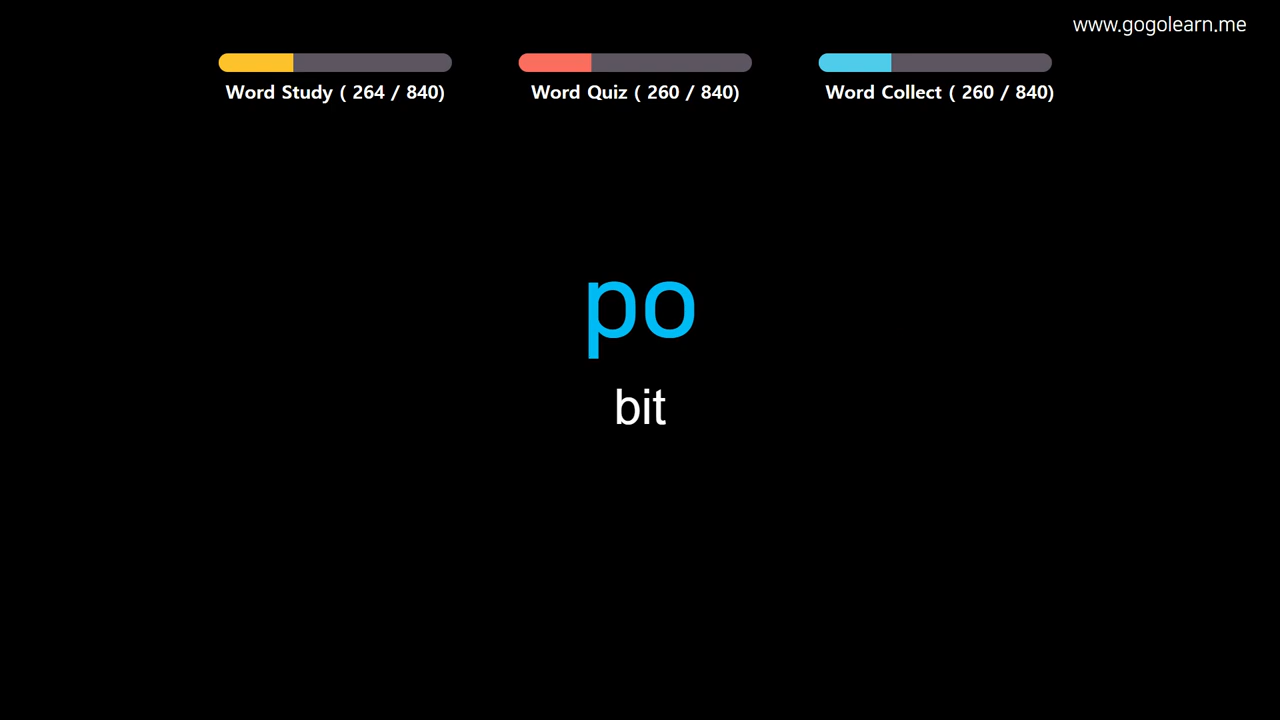 www.gogolearn.me
Word Study ( 264 / 840)
Word Quiz ( 260 / 840)
Word Collect ( 260 / 840)
po
bit